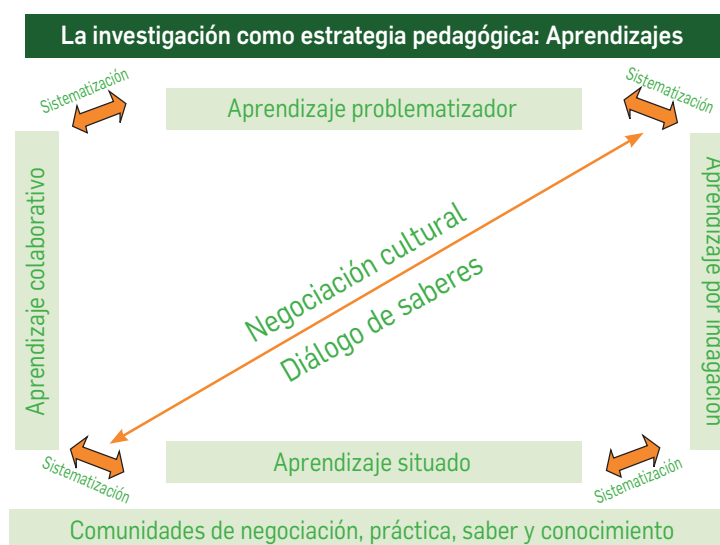 La investigación como estrategia pedagógica: Aprendizajes
Sistematización
Sistematización
Aprendizaje problematizador
Aprendizaje colaborativo
Aprendizaje por Indagación
Negociación cultural
Diálogo de saberes
Sistematización
Aprendizaje situado
Sistematización
Comunidades de negociación, práctica, saber y conocimiento